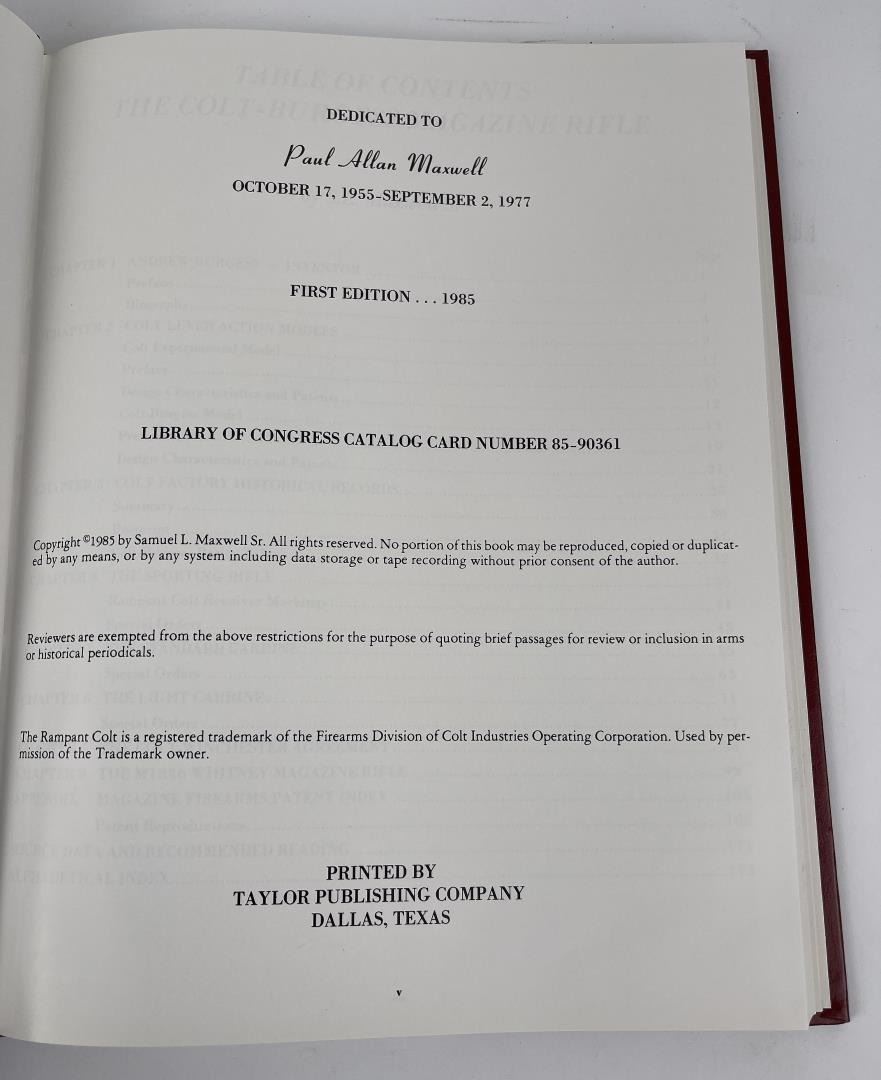 DEDICATED TO
Paul Allan Maxwell
OCTOBER 17, 1955-SEPTEMBER 2, 1977
FIRST EDITION . . . 1985
LIBRARY OF CONGRESS CATALOG CARD NUMBER 85-90361
Copyright ©1985 by Samuel L. Maxwell Sr. All rights reserved. No portion of this book may be reproduced, copied or duplicat-
ed by any means, or by any system including data storage or tape recording without prior consent of the author.
Reviewers are exempted from the above restrictions for the purpose of quoting brief passages for review or inclusion in arms
or historical periodicals.
The Rampant Colt is a registered trademark of the Firearms Division of Colt Industries Operating Corporation. Used by per-
mission of the Trademark owner.
PRINTED BY
TAYLOR PUBLISHING COMPANY
DALLAS, TEXAS
v